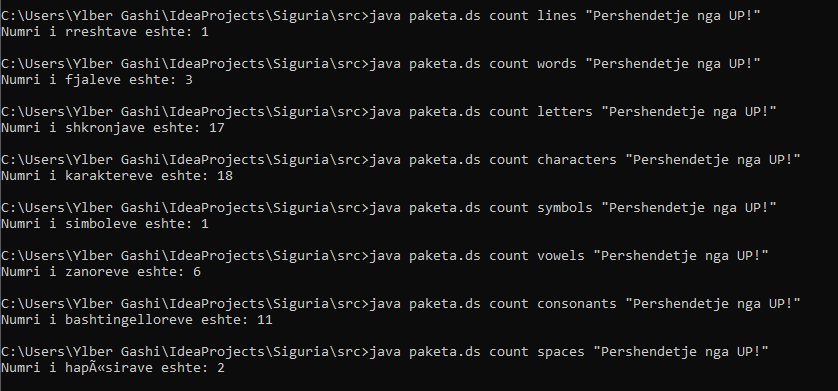 C:\Users\Ylber Gashi\IdeaProjects\Siguria\src>java paketa.ds count lines "Pershendetje nga UP!"
Numri i rreshtave eshte: 1
C:\Users\Ylber Gashi\IdeaProjects\Siguria\src>java paketa.ds count words "Pershendetje nga UP!"
Numri i fjaleve eshte: 3
C:\Users\Ylber Gashi\IdeaProjects\Siguria\src>java paketa.ds count letters "Pershendetje nga UP!"
Numri i shkronjave eshte: 17
C:\Users\Ylber Gashi\IdeaProjects\Siguria\src>java paketa.ds count characters "Pershendetje nga UP!"
Numri i karaktereve eshte: 18
C:\Users\Ylber Gashi\IdeaProjects\Siguria\src>java paketa.ds count symbols "Pershendetje nga UP!"
Numri i simboleve eshte: 1
C:\Users\Ylber Gashi\IdeaProjects\Siguria\src>java paketa.ds count vowels "Pershendetje nga UP!"
Numri i zanoreve eshte: 6
C:\Users\Ylber Gashi\IdeaProjects\Siguria\src>java paketa.ds count consonants "Pershendetje nga UP!"
Numri i bashtingelloreve eshte: 11
C:\Users\Ylber Gashi\IdeaProjects\Siguria\src>java paketa.ds count spaces "Pershendetje nga UP!"
Numri i hapÃ«sirave eshte: 2